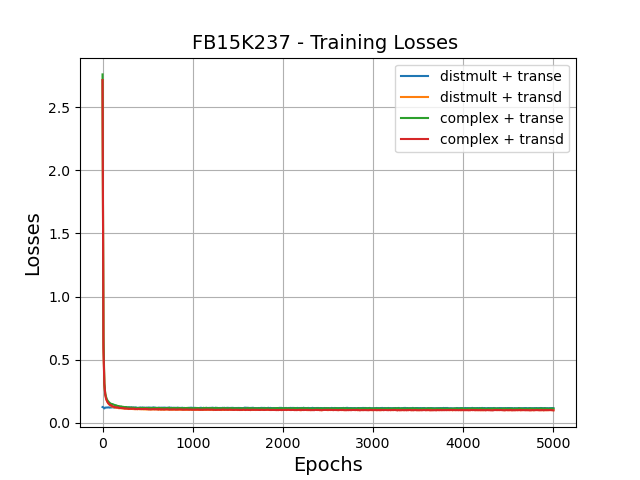 FB15K237 - Training Losses
distmult + transe
distmult + transd
complex + transe
complex + transd
Losses
2.5
2.0
1.5
1.0
0.5
0.0
0 1000 2000 3000 4000 5000
Epochs